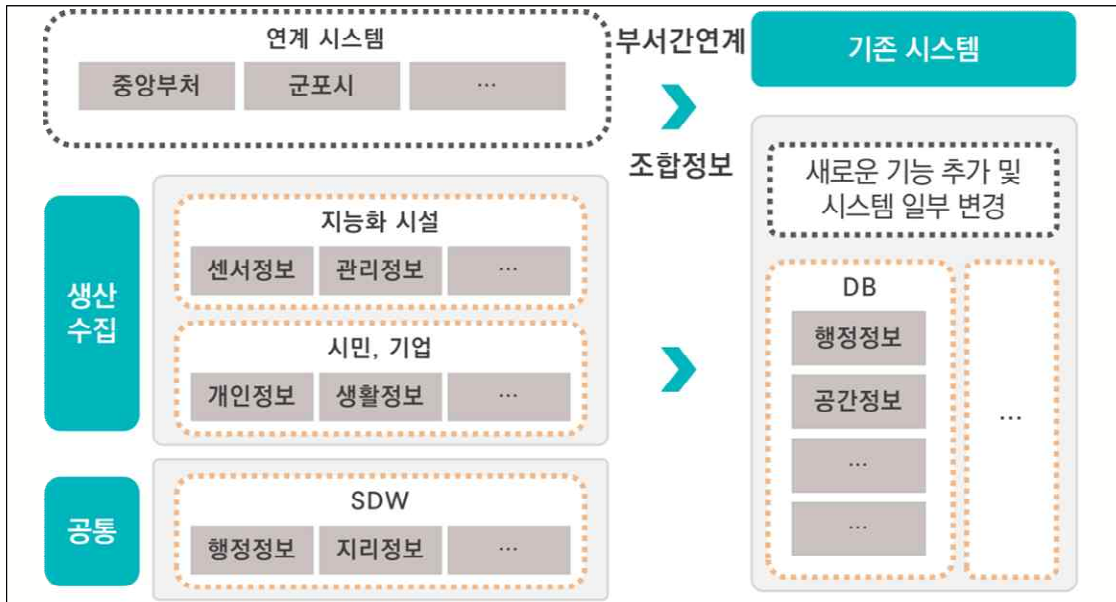 연계 시스템
중앙부처
군포시
…
부서간연계
조합정보
기존 시스템
새로운 기능 추가 및
시스템 일부 변경
생산
수집
지능화 시설
센서정보
관리정보
…
시민, 기업
개인정보
생활정보
…
공통
SDW
행정정보
지리정보
…
DB
행정정보
공간정보
…
…
…